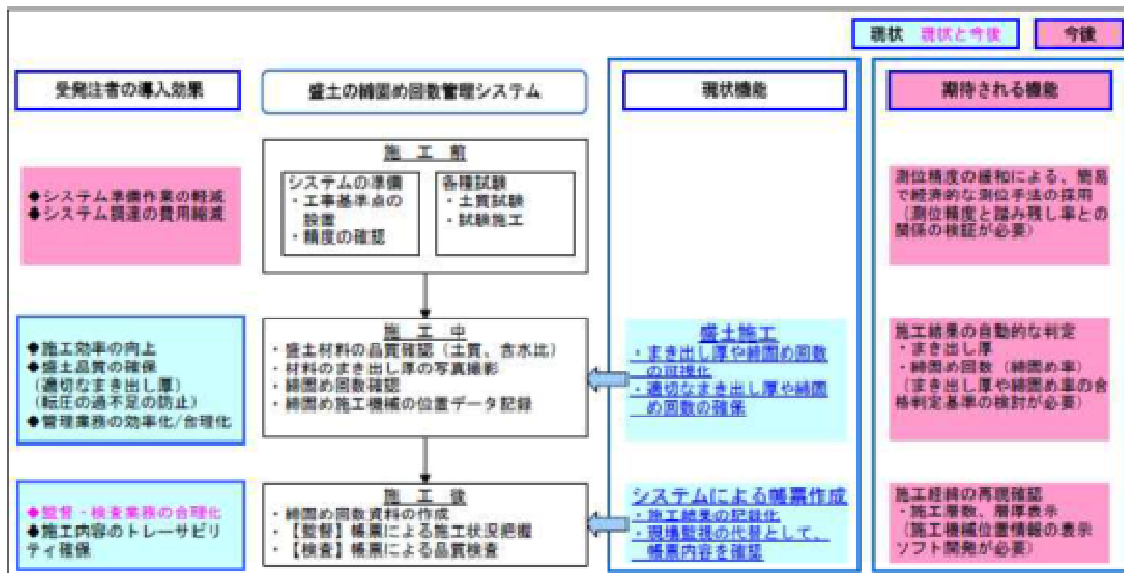 現状 現状と今後
今後
受発注者の導入効果
盛土の締固め回数管理システム
現状機能
期待される機能
◆システム準備作業の軽減
◆システム調達の費用縮減
施 工 前
システムの準備
・工事基準点の
設置
・精度の確認
各種試験
・土質試験
・試験施工
測位精度の緩和による、簡易
で経済的な測位手法の採用
(測位精度と踏み残し率との
関係の検証が必要)
◆施工効率の向上
◆盛土品質の確保
(適切なまき出し厚)
(転圧の過不足の防止)
◆管理業務の効率化/合理化
施 工 中
・盛土材料の品質確認(土質、含水比)
・材料のまき出し厚の写真撮影
・締固め回数確認
・締固め施工機械の位置データ記録
盛土施工
・まき出し厚や締固め回数
の可視化
・適切なまき出し厚や締固
め回数の確保
施工結果の自動的な判定
・まき出し厚
・締固め回数(締固め率)
(まき出し厚や締固め率の合
格判定基準の検討が必要)
◆監督・検査業務の合理化
◆施工内容のトレーサビリ
ティ確保
施 工 後
・締固め回数資料の作成
・【監督】帳票による施工状況把握
・【検査】帳票による品質検査
システムによる帳票作成
・施工結果の記録化
・現場監視の代替として、
帳票内容を確認
施工経緯の再現確認
・施工層数、層厚表示
(施工機械位置情報の表示
ソフト開発が必要)